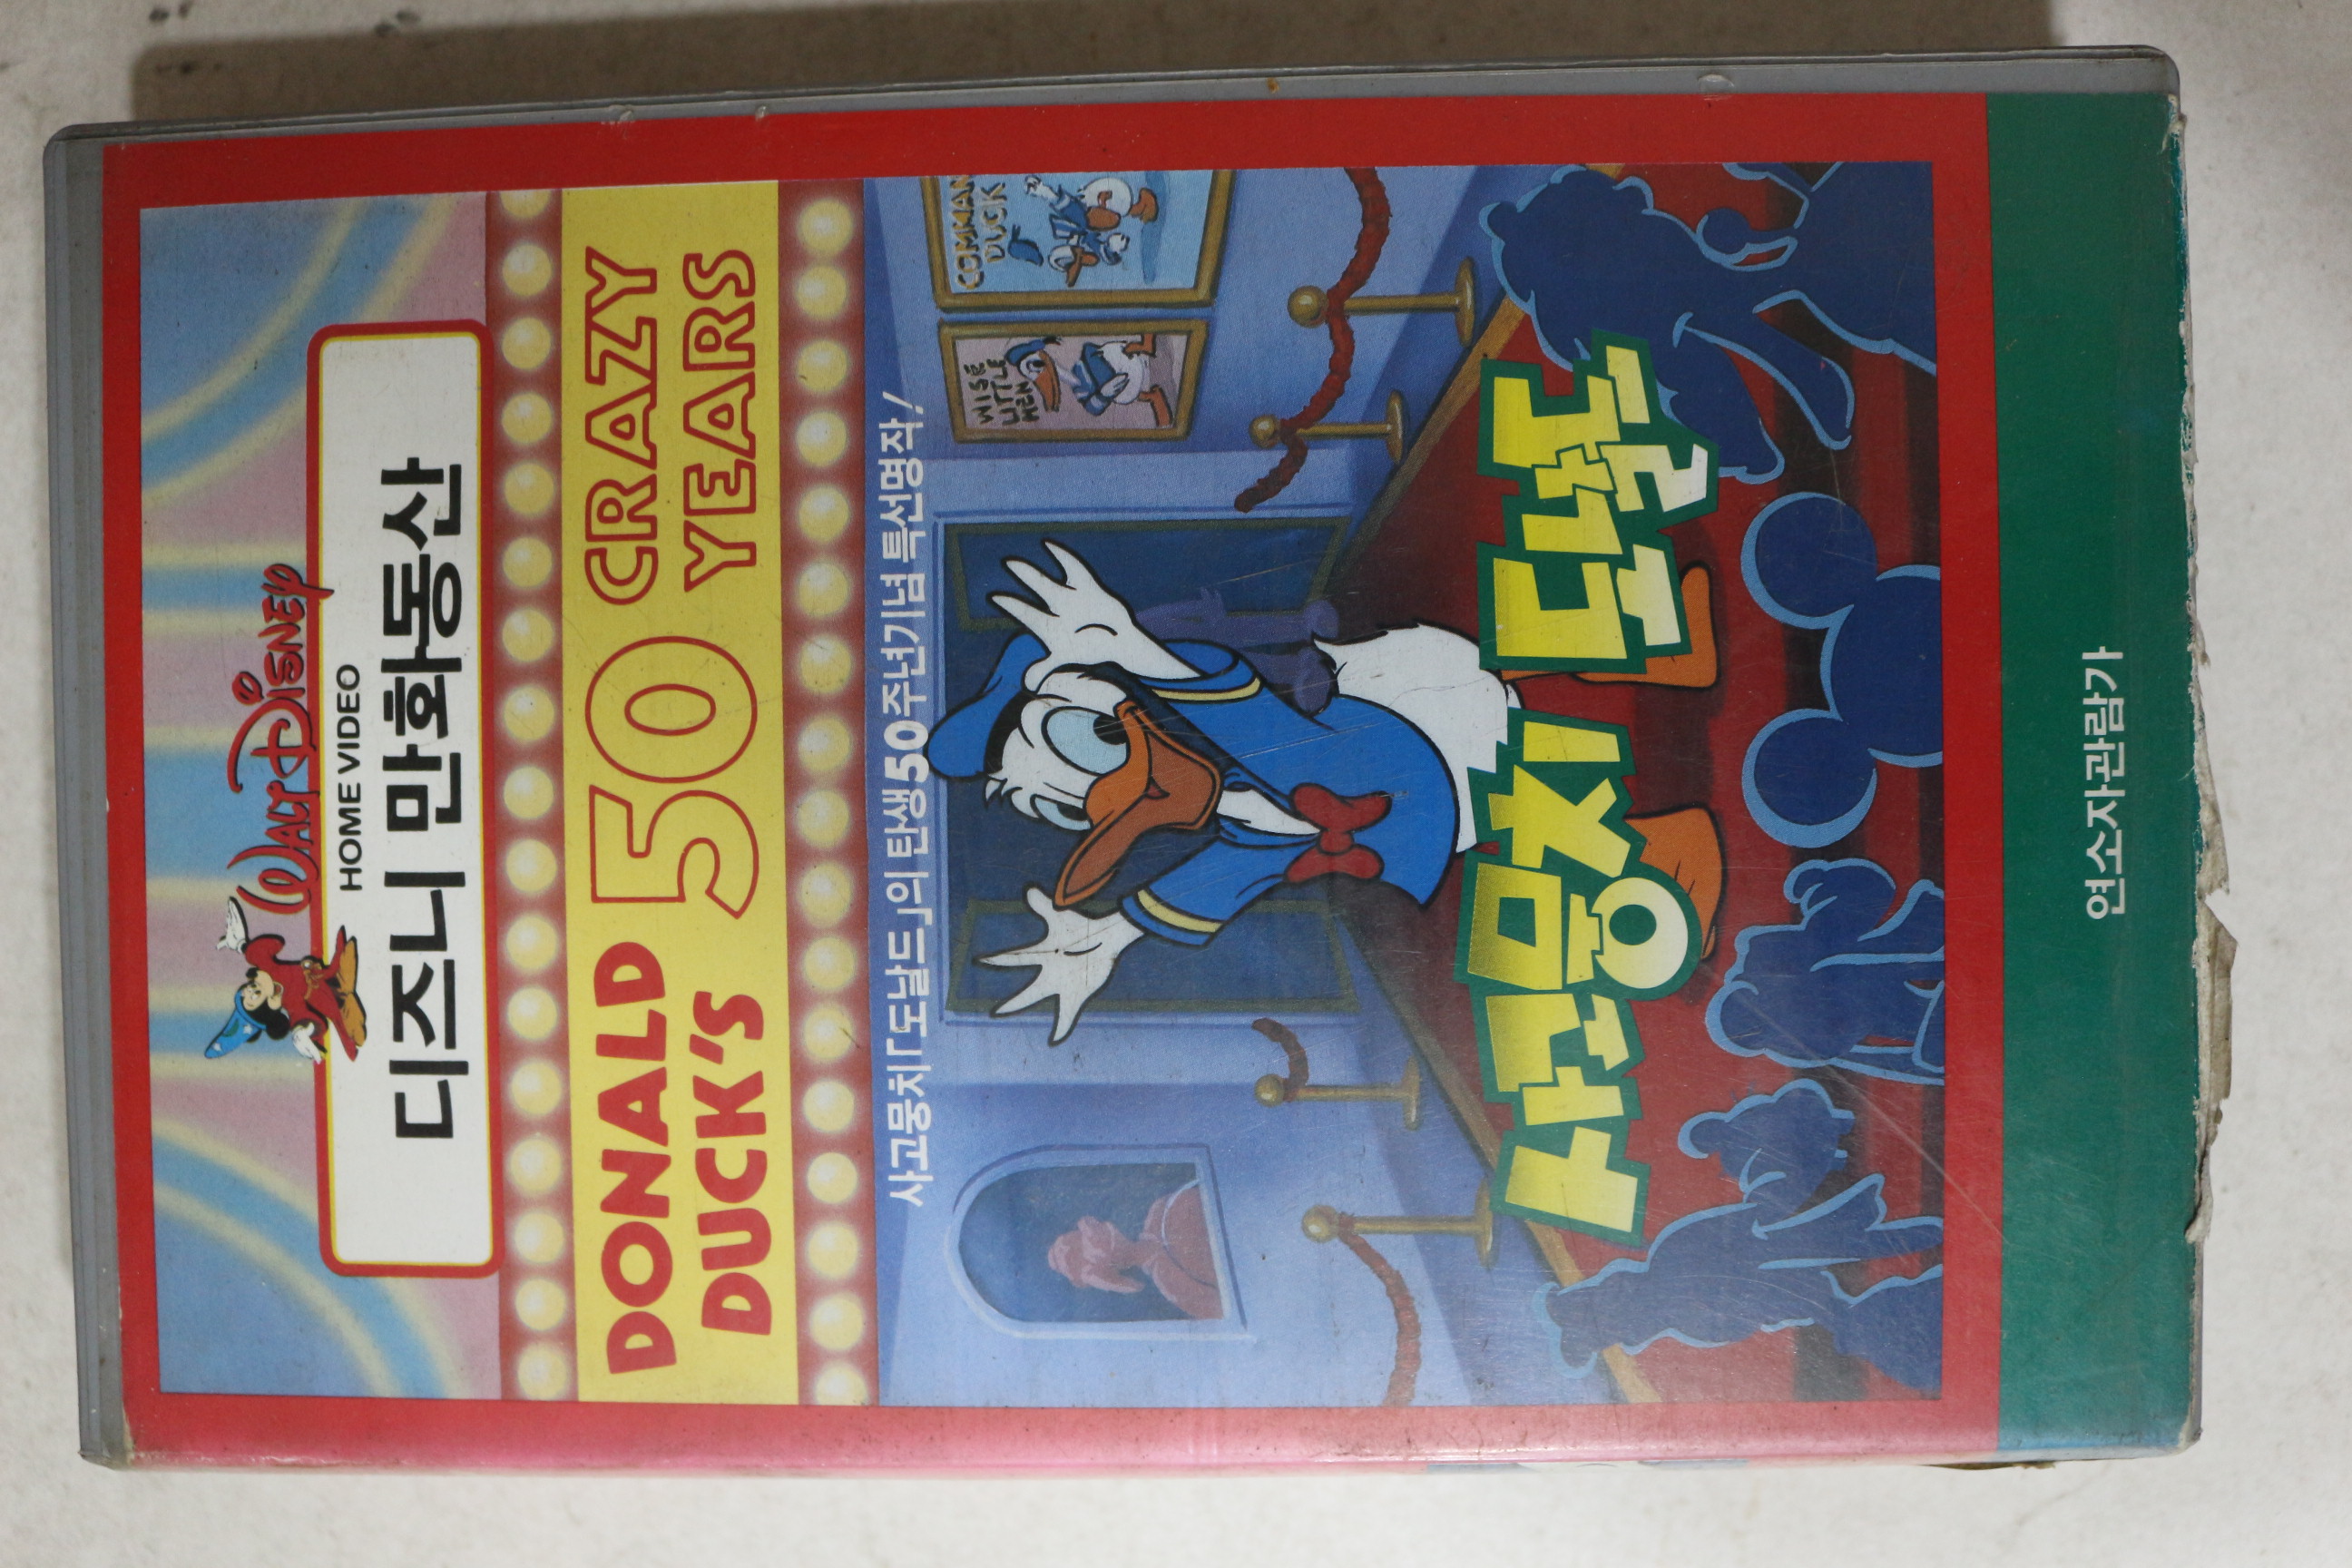 WALT DISNEY
HOME VIDEO
디즈니 만화동산
DONALD 50 CRAZY
DUCK'S YEARS
사고뭉치「도날드」의 탄생50주년기념 특선명작/
WISE
LITTLE
HEN
DUCK
사고뭉치 도날드
연소자관람가